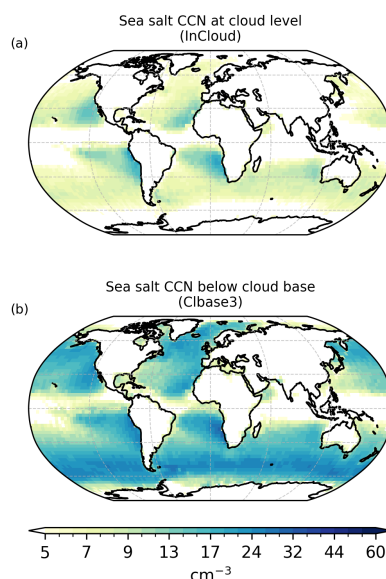 Sea salt CCN at cloud level
(InCloud)
(a)
Sea salt CCN below cloud base
(Clbase3)
(b)
5 7 9 13 17 24 32 44 60
cm⁻³